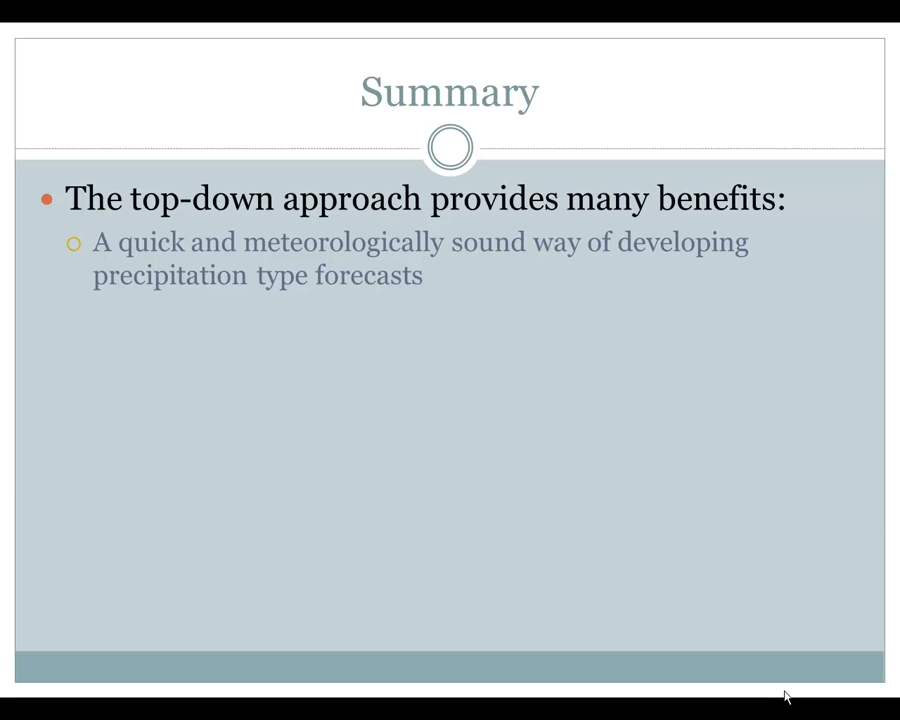 Summary
The top-down approach provides many benefits:
A quick and meteorologically sound way of developing
precipitation type forecasts